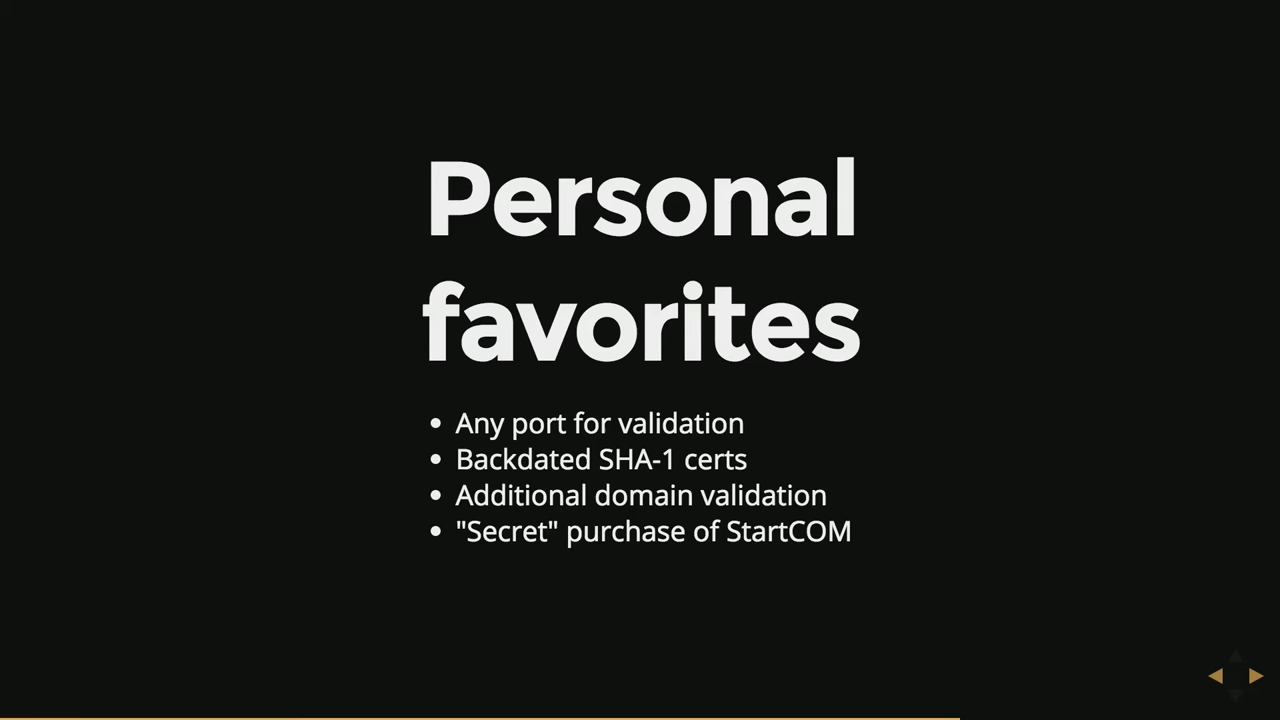 Personal
favorites
Any port for validation
Backdated SHA-1 certs
Additional domain validation
"Secret" purchase of StartCOM